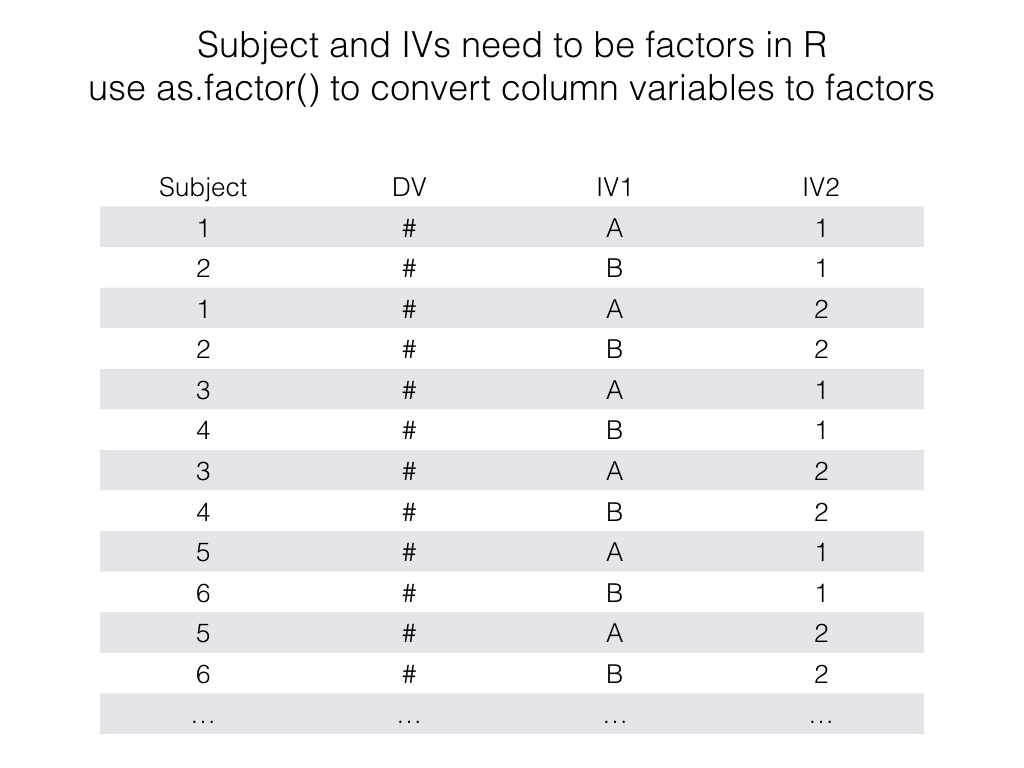 Subject and IVs need to be factors in R
use as.factor() to convert column variables to factors
Subject DV IV1 IV2
1 # A 1
2 # B 1
1 # A 2
2 # B 2
3 # A 1
4 # B 1
3 # A 2
4 # B 2
5 # A 1
6 # B 1
5 # A 2
6 # B 2
… … … …